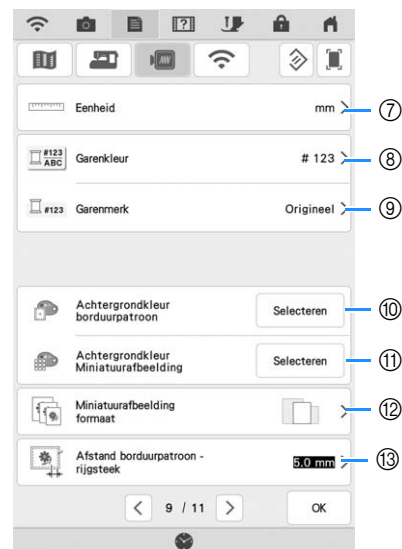 Eenheid
mm
⑦
#123
ABC
Garenkleur
# 123
⑧
#123
Garenmerk
Origineel
⑨
Achtergrondkleur
borduurpatroon
Selecteren
⑩
Achtergrondkleur
Miniatuurafbeelding
Selecteren
⑪
Miniatuurafbeelding
formaat
⑫
Afstand borduurpatroon -
rijgsteek
5.0 mm
⑬
9 / 11
OK